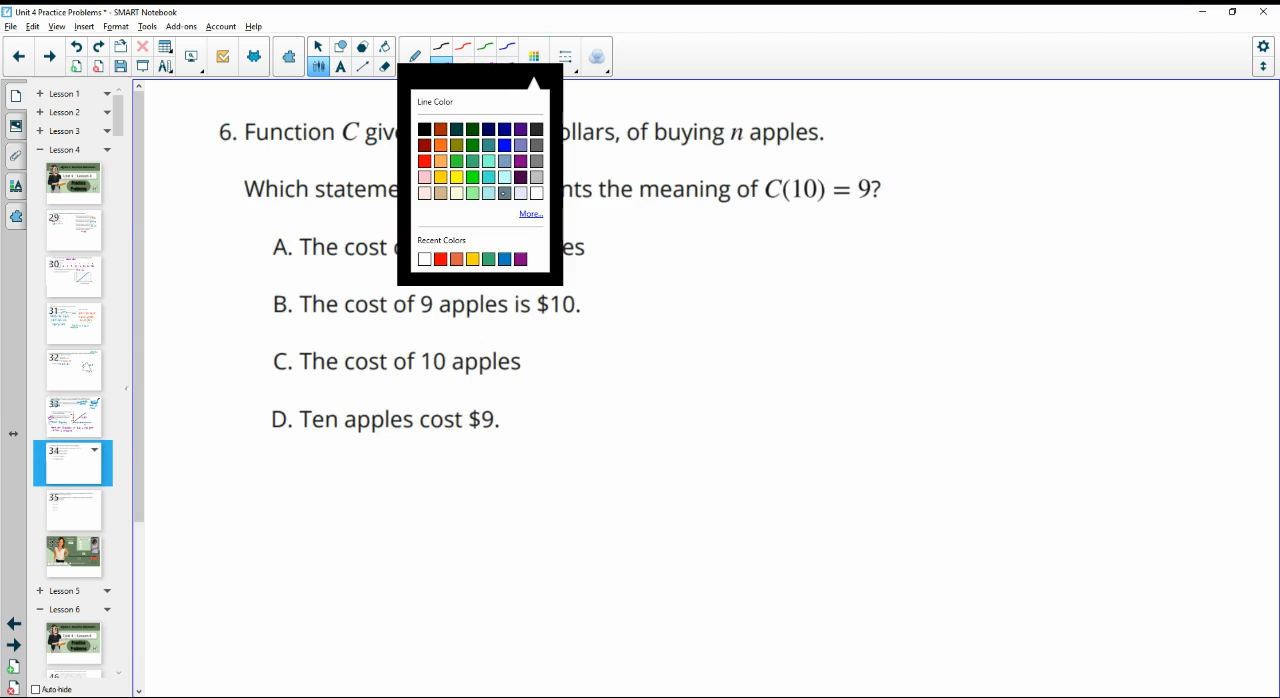 Unit 4 Practice Problems * - SMART Notebook
File Edit View Insert Format Tools Add-ons Account Help
Line Color
More...
Recent Colors
Lesson 1
Lesson 2
Lesson 3
Lesson 4
29
30
31
32
33
34
35
Lesson 5
Lesson 6
Practice
Problems
46
Auto-hide
6. Function C giv ollars, of buying n apples.
Which stateme nts the meaning of C(10) = 9?
A. The cost es
B. The cost of 9 apples is $10.
C. The cost of 10 apples
D. Ten apples cost $9.